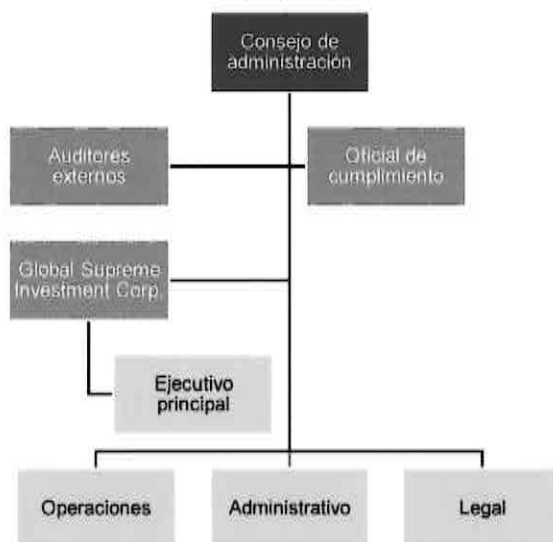 Consejo de
administración
Auditores
externos
Oficial de
cumplimiento
Global Supreme
Investment Corp.
Ejecutivo
principal
Operaciones
Administrativo
Legal